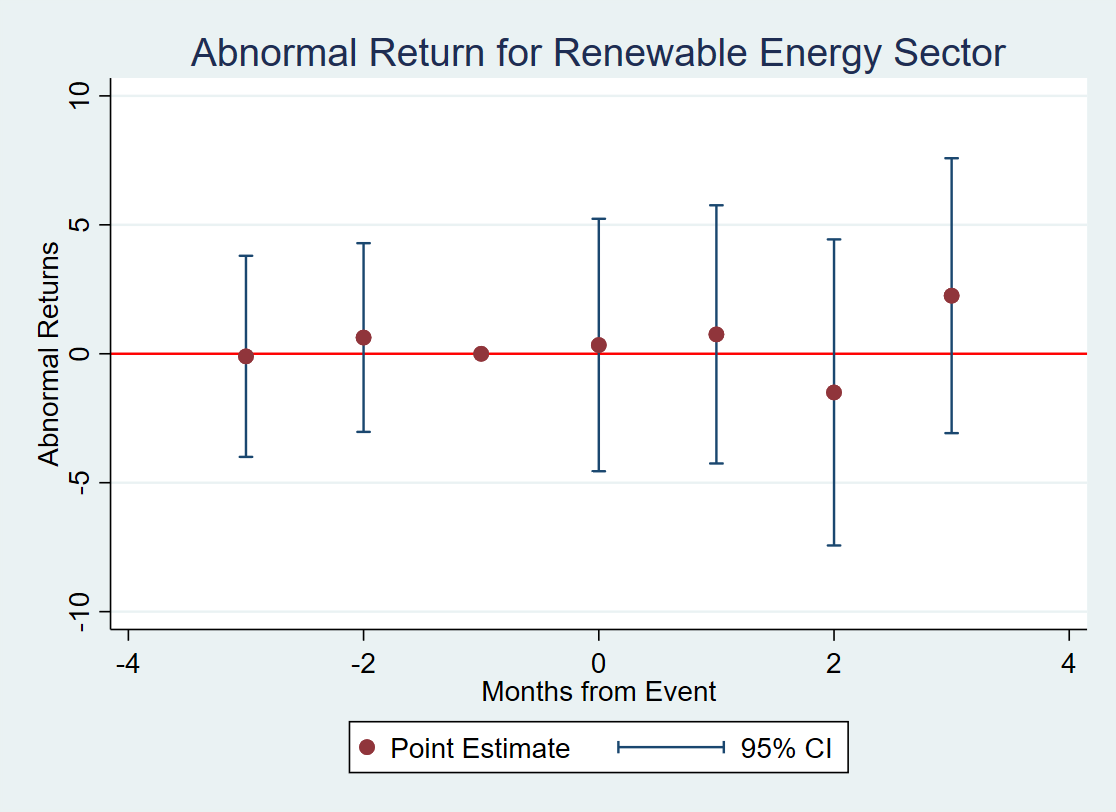 Abnormal Return for Renewable Energy Sector
Abnormal Returns
10
5
0
-5
-10
-4
-2
0
2
4
Months from Event
Point Estimate
95% CI